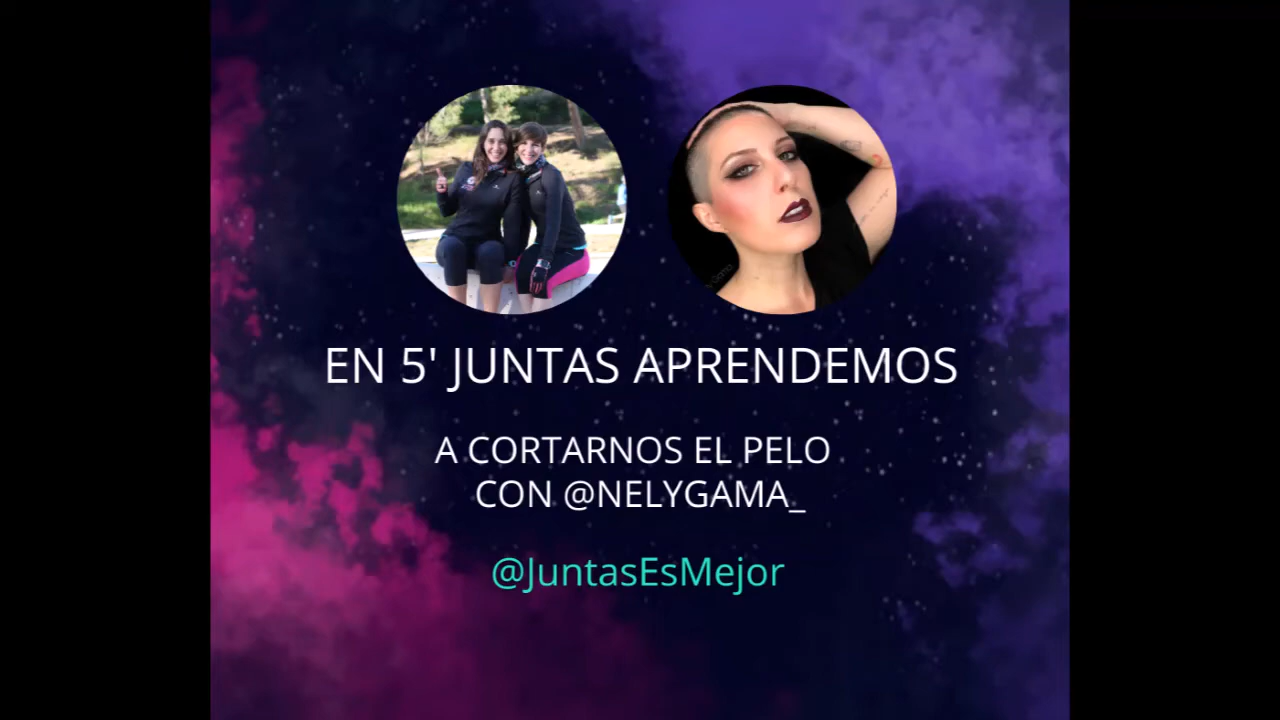 EN 5' JUNTAS APRENDEMOS
A CORTARNOS EL PELO
CON @NELYGAMA_
@JuntasEsMejor